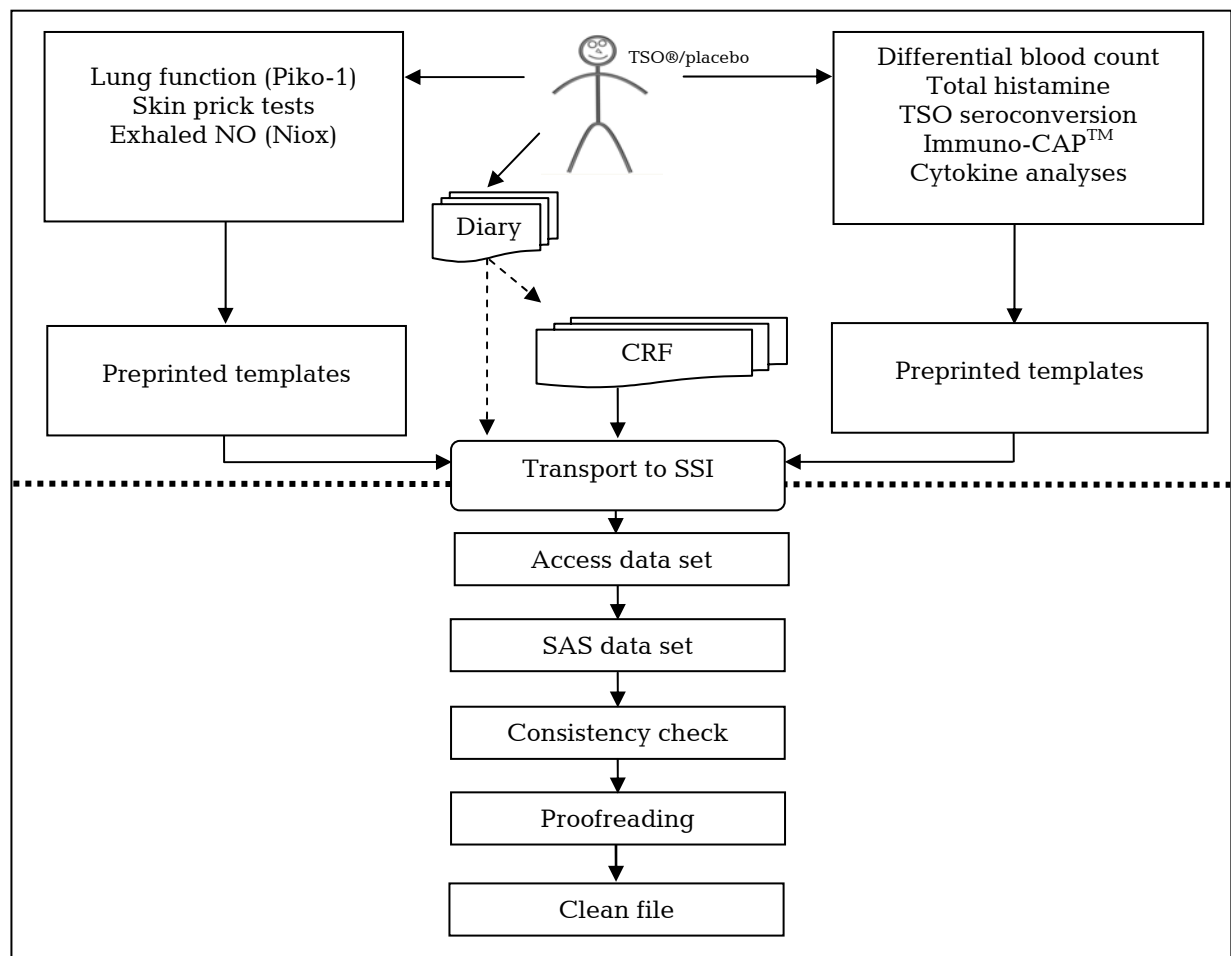 Lung function (Piko-1)
Skin prick tests
Exhaled NO (Niox)
TSO®/placebo
Differential blood count
Total histamine
TSO seroconversion
Immuno-CAP™
Cytokine analyses
Diary
CRF
Preprinted templates
Preprinted templates
Transport to SSI
Access data set
SAS data set
Consistency check
Proofreading
Clean file